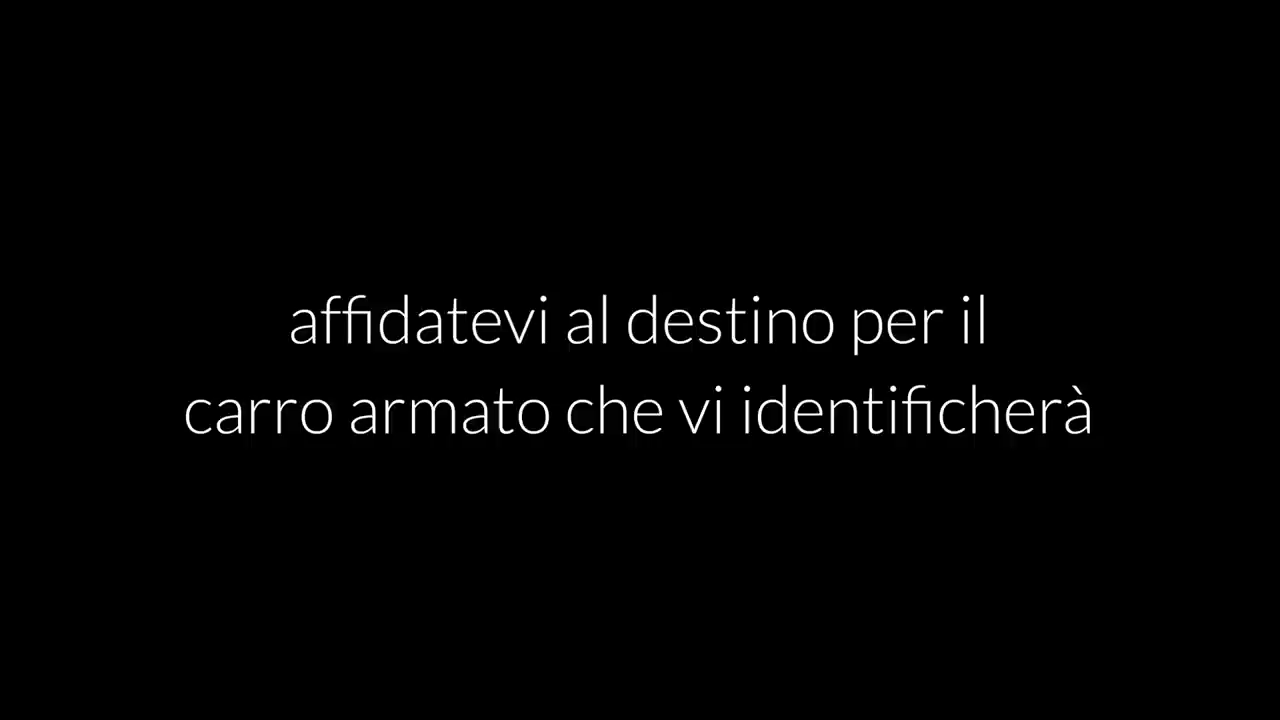 affidatevi al destino per il
carro armato che vi identificherà